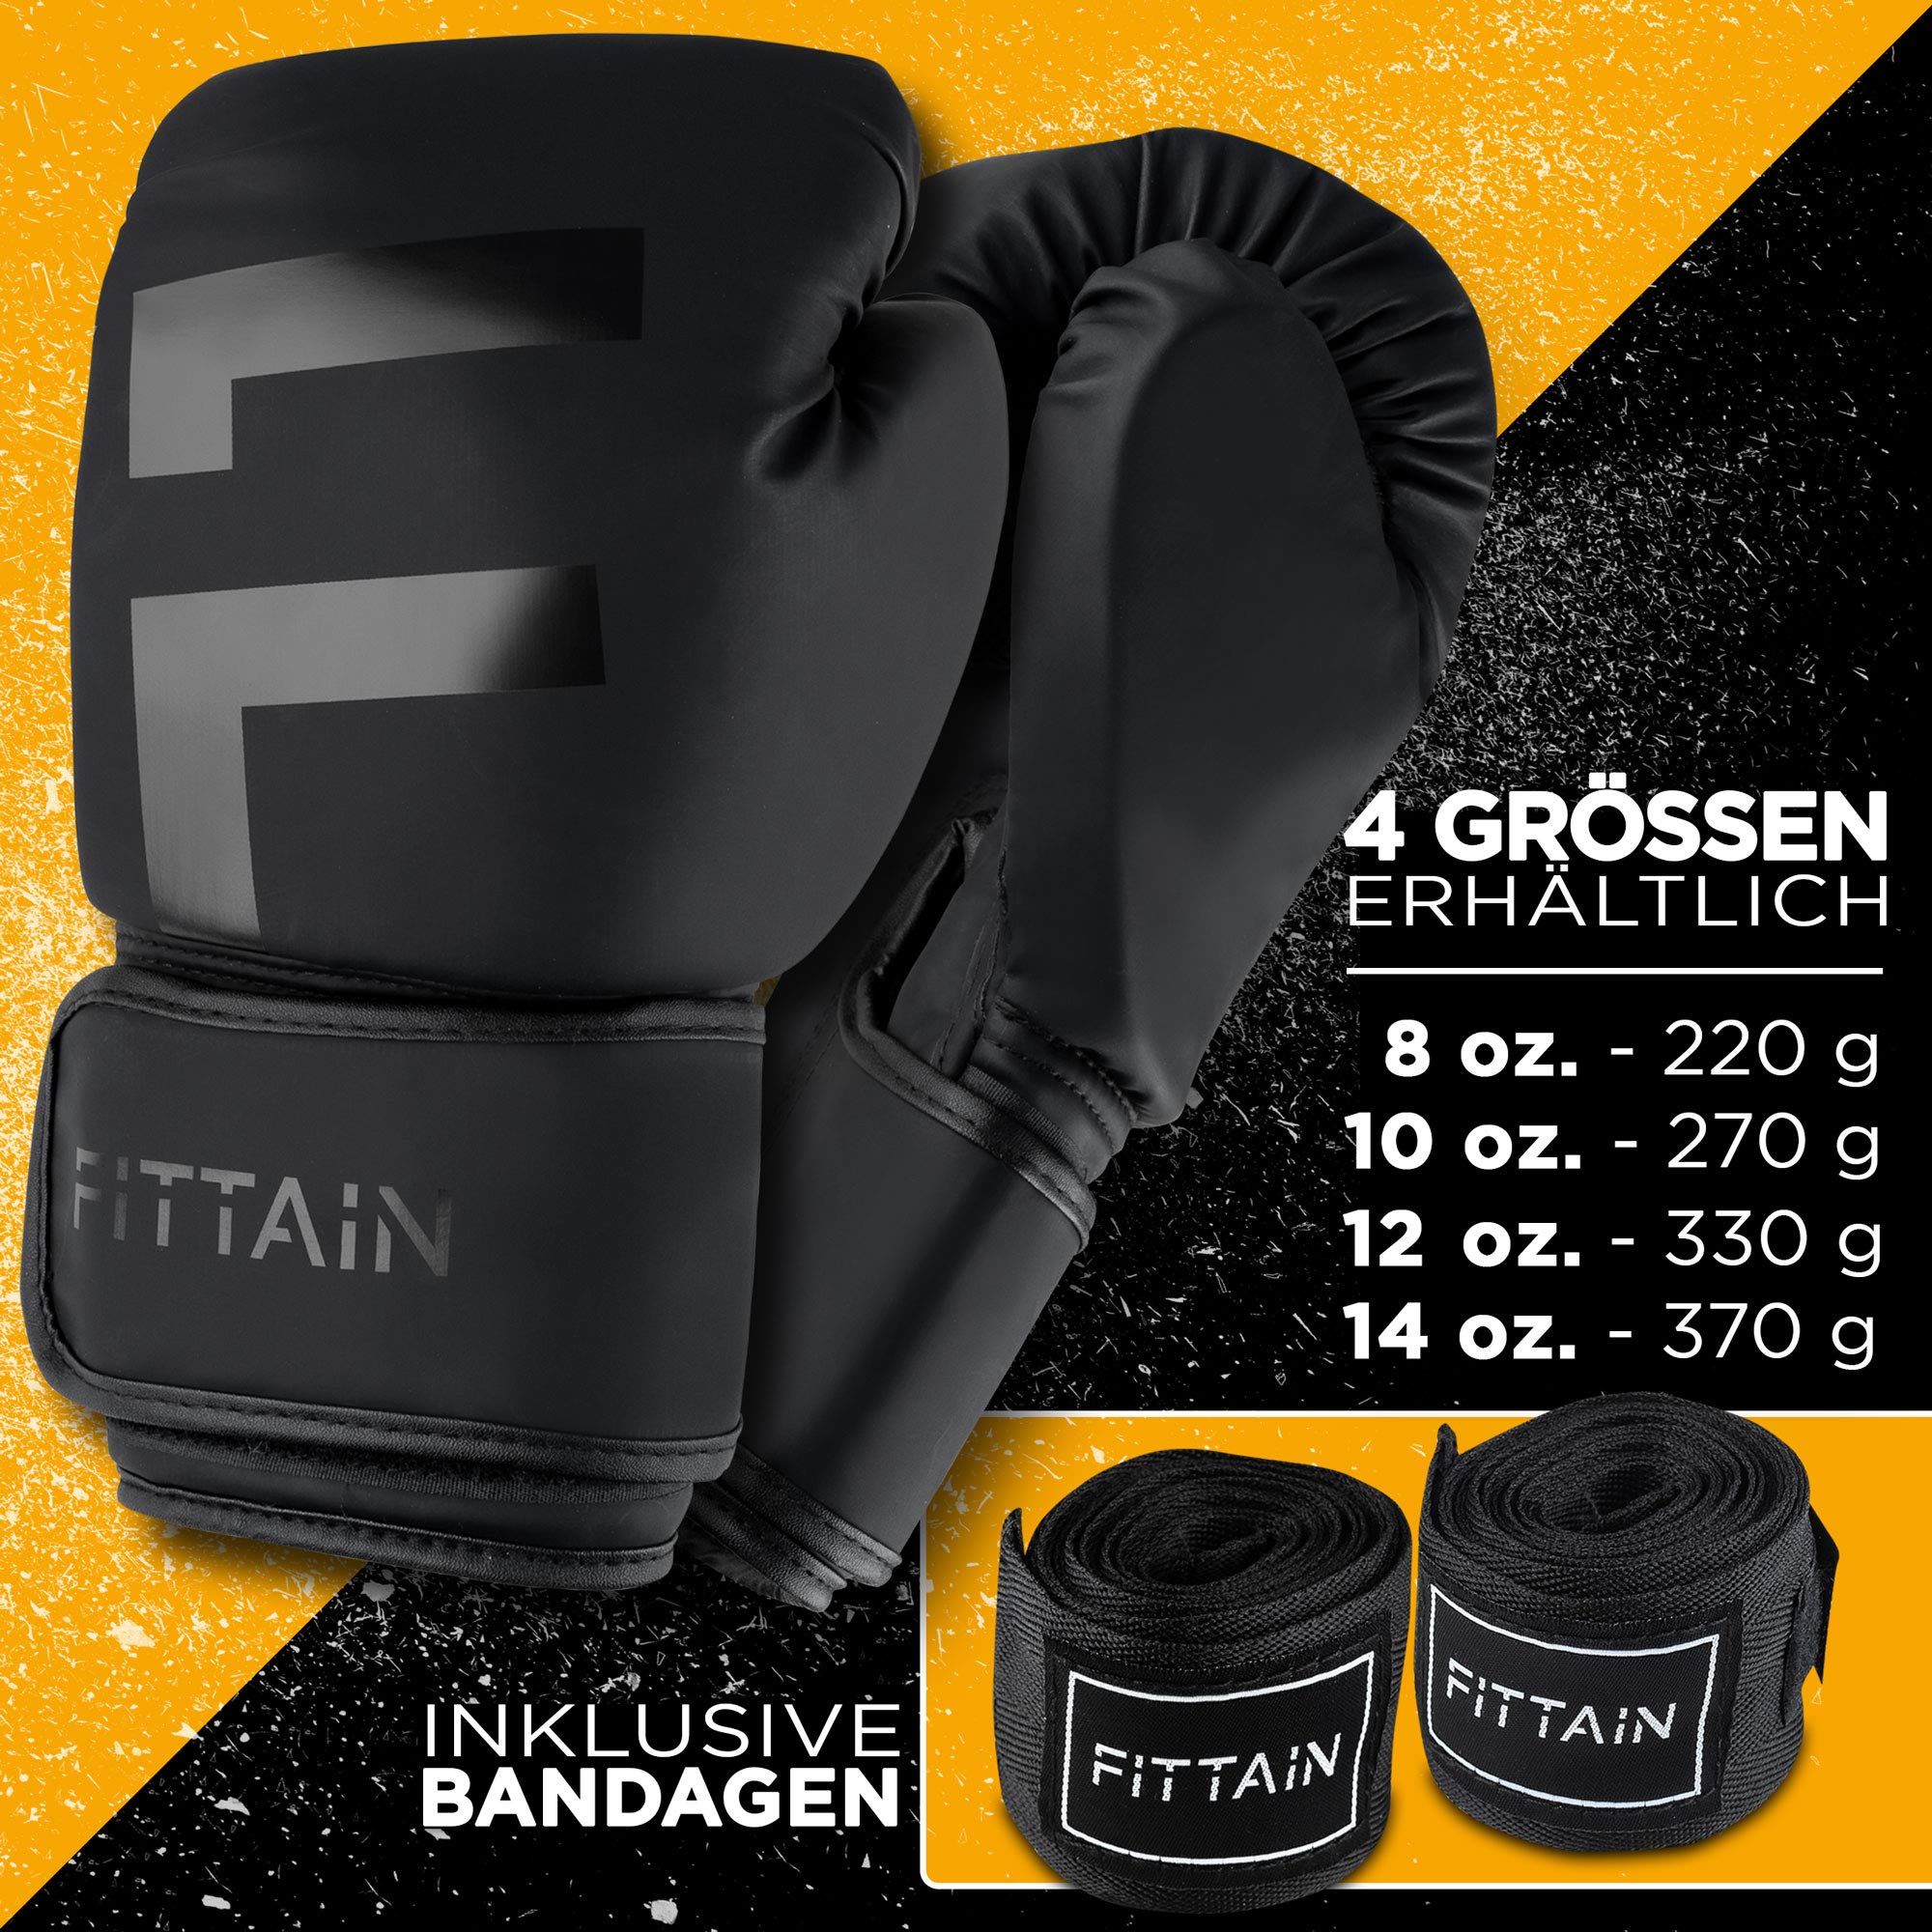 FiTTAiN
4 GRÖSSEN
ERHÄLTLICH
8 oz. - 220 g
10 oz. - 270 g
12 oz. - 330 g
14 oz. - 370 g
INKLUSIVE
BANDAGEN
FiTTAiN
FiTTAiN